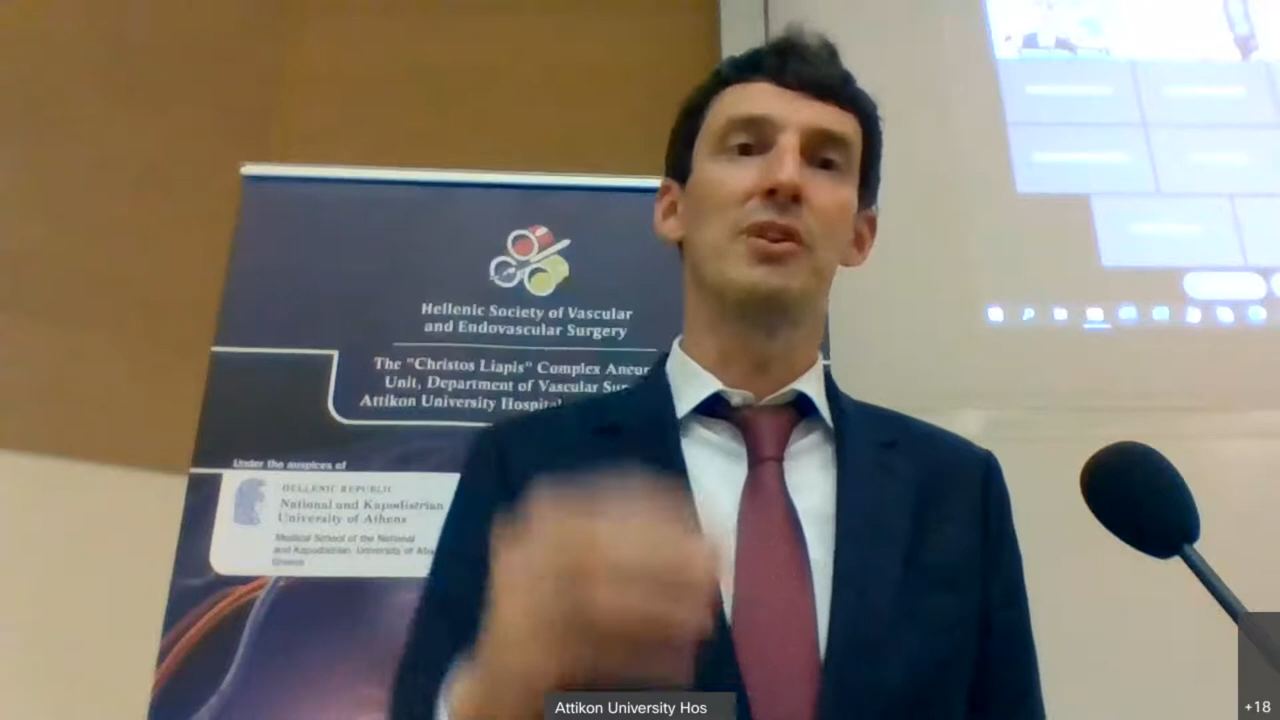 Hellenic Society of Vascular
and Endovascular Surgery
The "Christos Liapis" Complex
Unit, Department of Vascular
Attikon University
Under the auspices of
HELLENIC REPUBLIC
National and Kapodistrian
University of Athens
Medical School of the National
and Kapodistrian University of
Greece
Attikon University Hos
+18